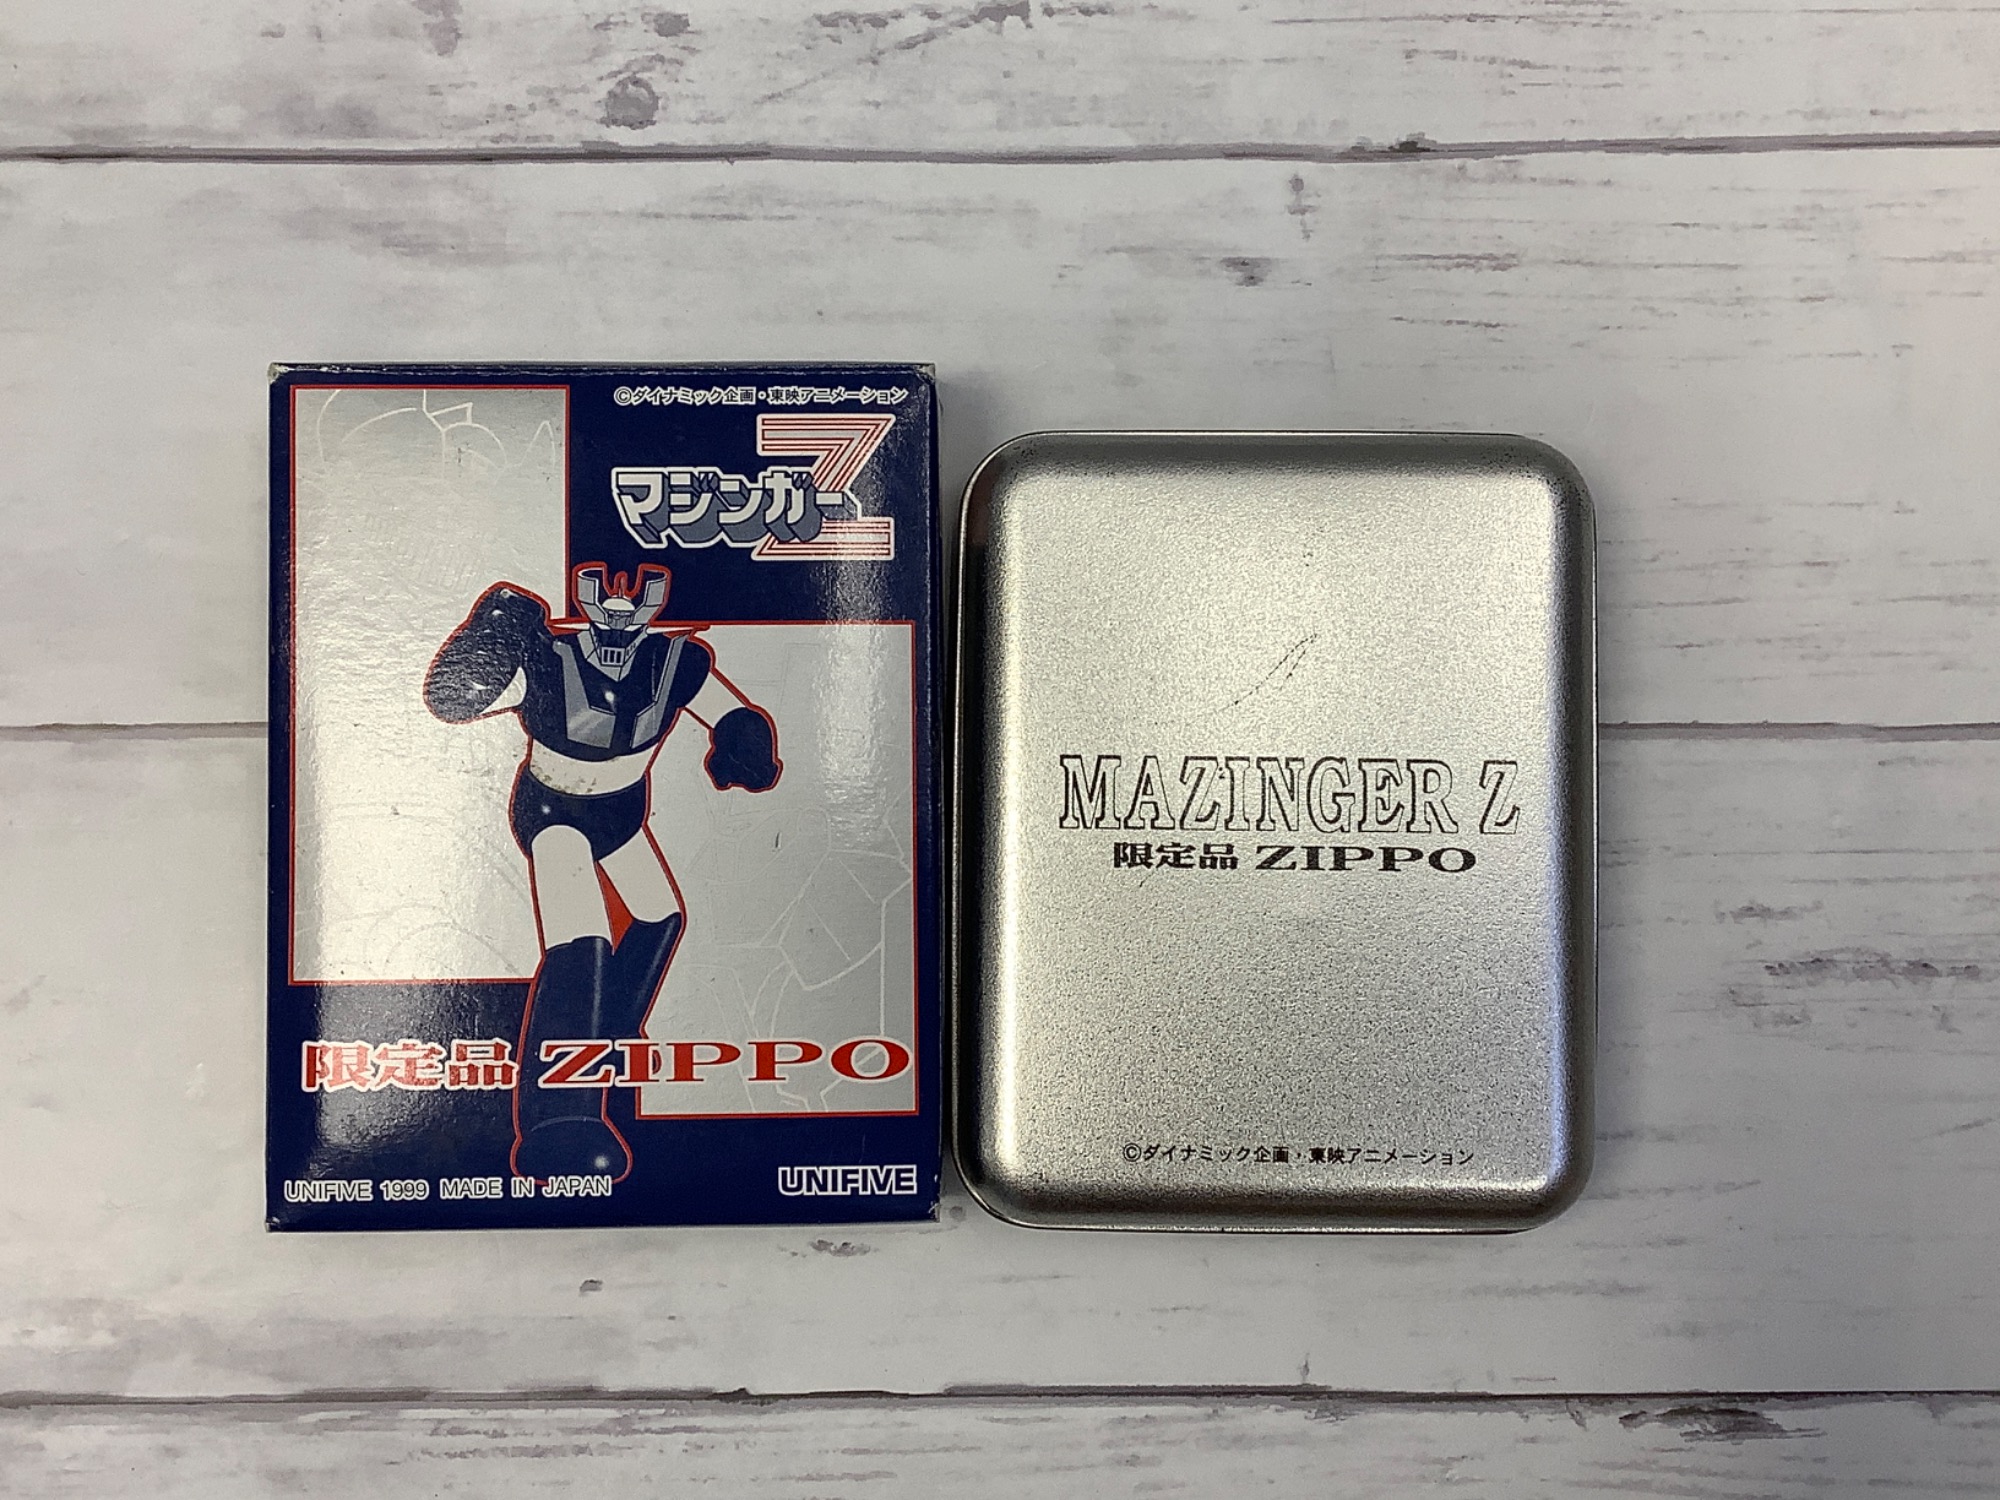 ©ダイナミック企画・東映アニメーション
マジンガーZ
限定品 ZIPPO
UNIFIVE 1999 MADE IN JAPAN
UNIFIVE
MAZINGER Z
限定品 ZIPPO
©ダイナミック企画・東映アニメーション